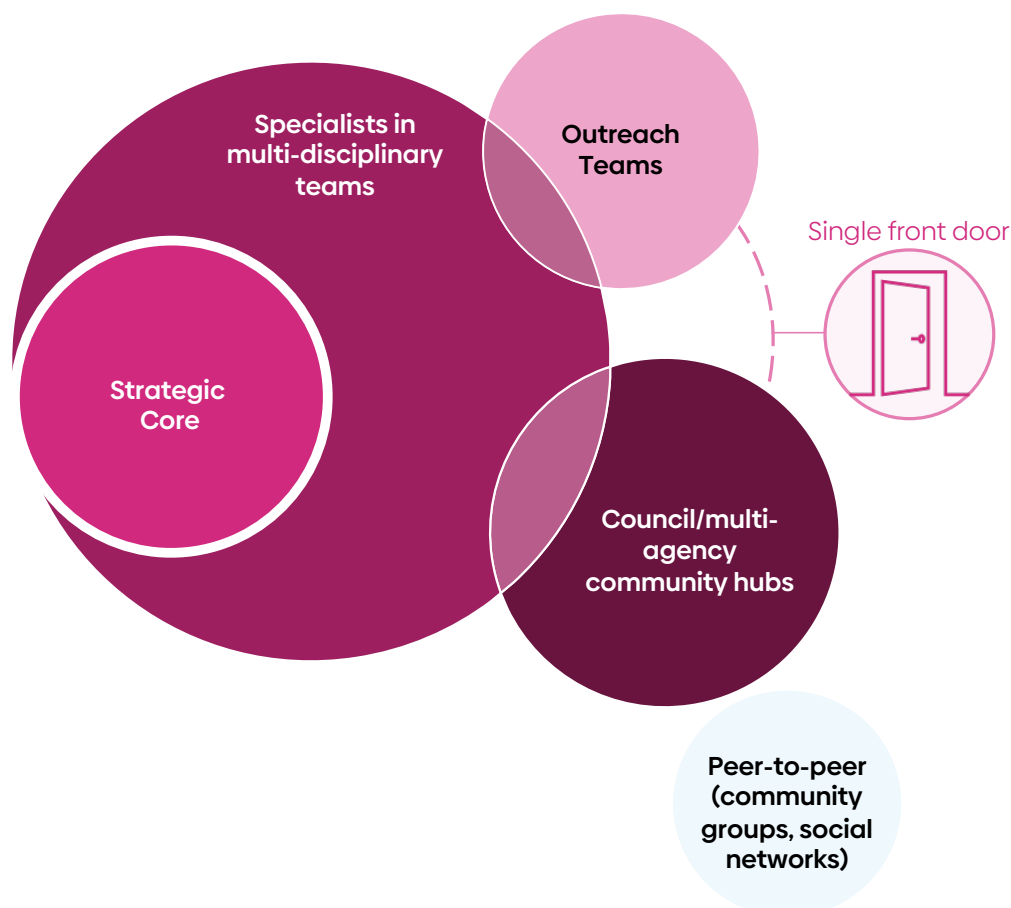 Specialists in
multi-disciplinary
teams
Outreach
Teams
Single front door
Strategic
Core
Council/multi-
agency
community hubs
Peer-to-peer
(community
groups, social
networks)